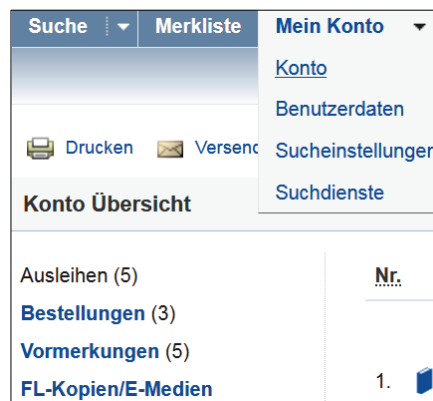 Suche Merkliste Mein Konto
Konto
Benutzerdaten
Drucken Versend Sucheinstellungen
Suchdienste
Konto Übersicht
Ausleihen (5) Nr.
Bestellungen (3)
Vormerkungen (5)
FL-Kopien/E-Medien 1.